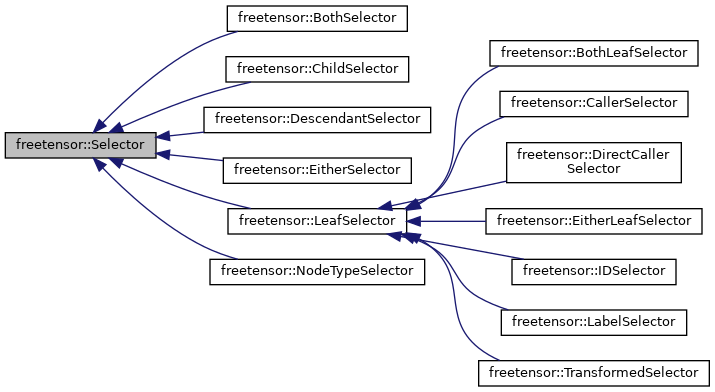 freetensor::Selector
freetensor::BothSelector
freetensor::ChildSelector
freetensor::DescendantSelector
freetensor::EitherSelector
freetensor::LeafSelector
freetensor::NodeTypeSelector
freetensor::BothLeafSelector
freetensor::CallerSelector
freetensor::DirectCaller
Selector
freetensor::EitherLeafSelector
freetensor::IDSelector
freetensor::LabelSelector
freetensor::TransformedSelector